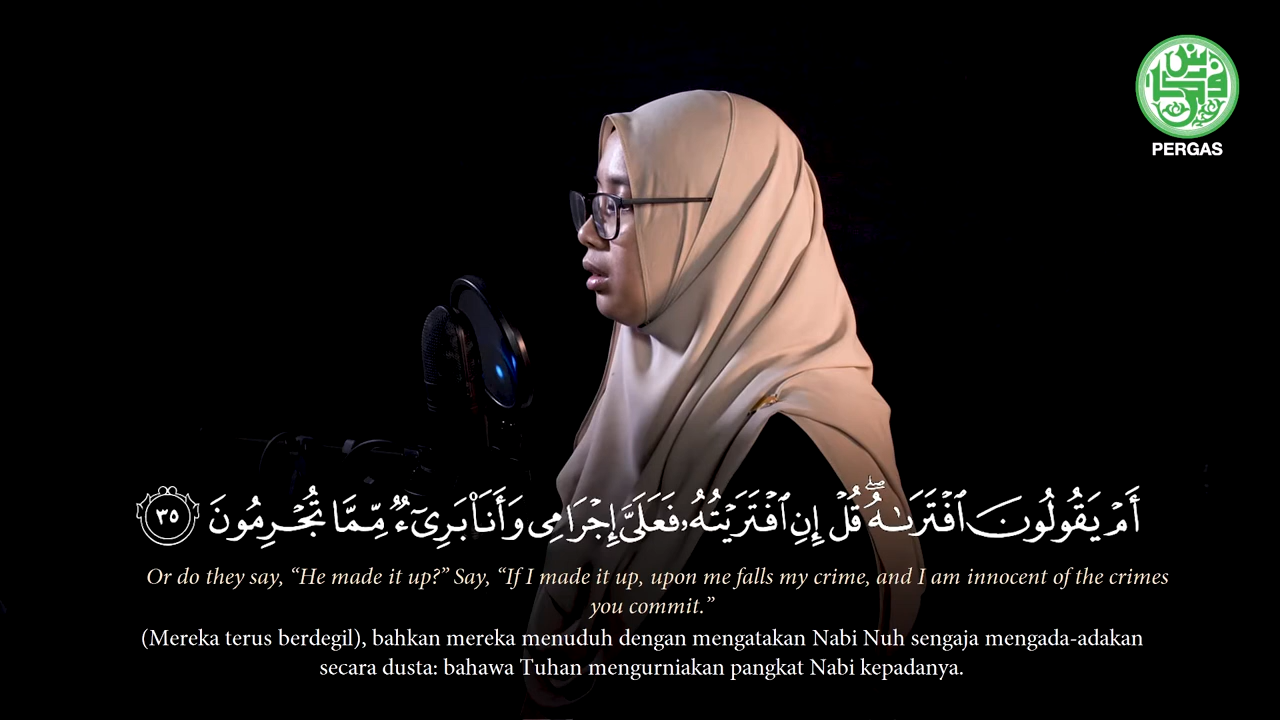 PERGAS
أَمْ يَقُولُونَ ٱفْتَرَىٰهُ ۖ قُلْ إِنِ ٱفْتَرَيْتُهُۥ فَعَلَىَّ إِجْرَامِى وَأَنَا۠ بَرِىٓءٌ مِّمَّا تُجْرِمُونَ ٣٥
Or do they say, “He made it up?” Say, “If I made it up, upon me falls my crime, and I am innocent of the crimes
you commit.”
(Mereka terus berdegil), bahkan mereka menuduh dengan mengatakan Nabi Nuh sengaja mengada-adakan
secara dusta: bahawa Tuhan mengurniakan pangkat Nabi kepadanya.